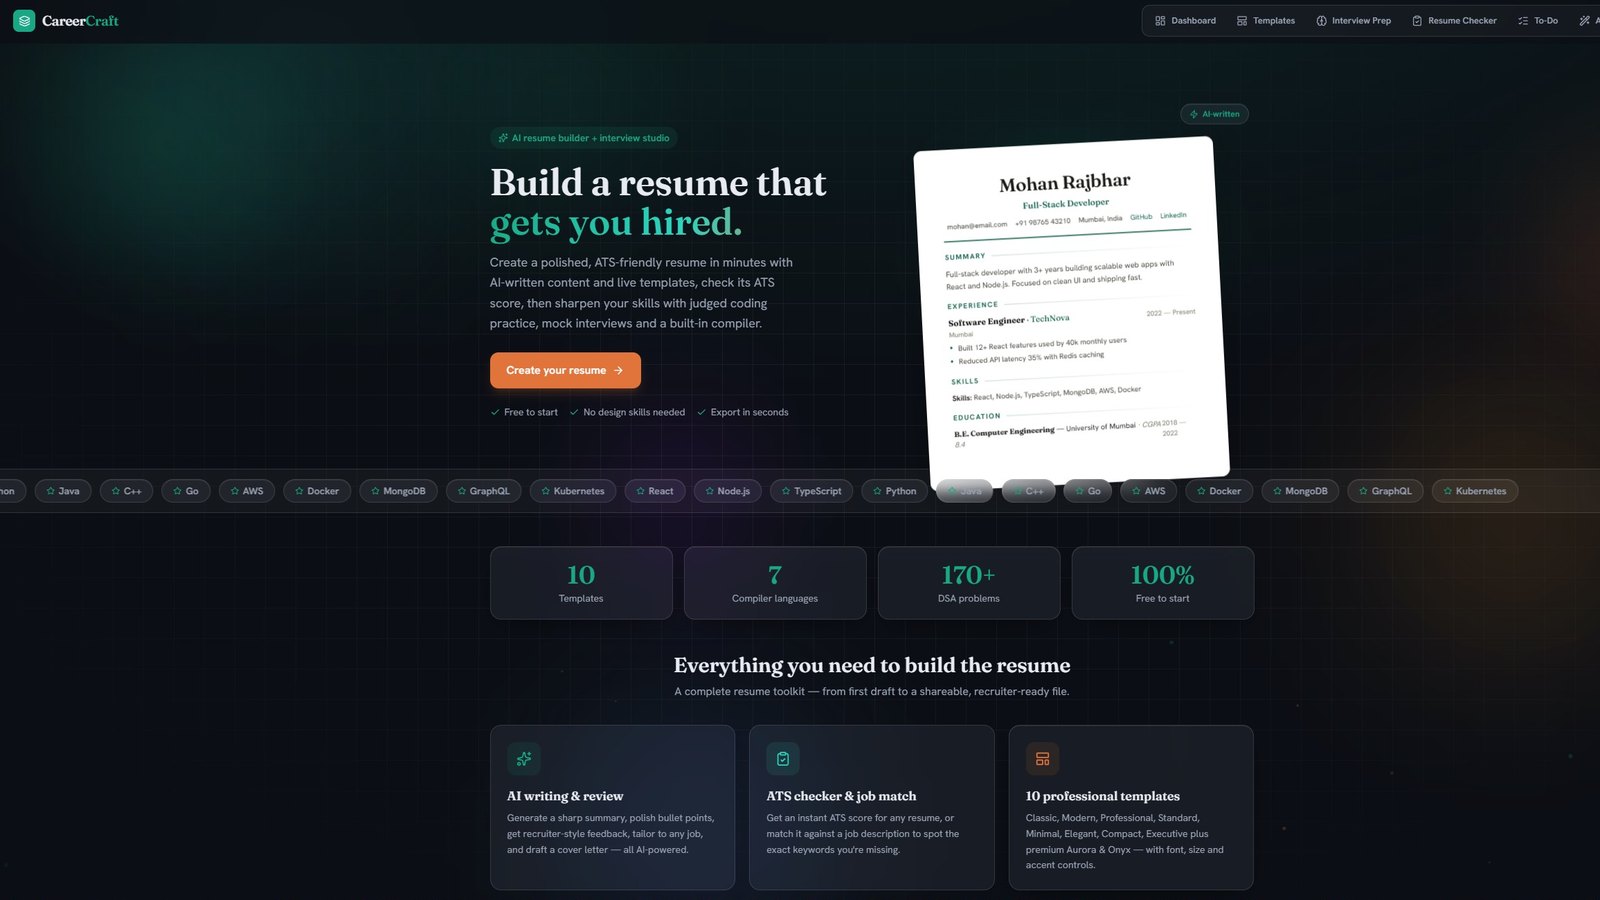 CareerCraft
Dashboard Templates Interview Prep Resume Checker To-Do
AI-written
AI resume builder + interview studio
Build a resume that
gets you hired.
Create a polished, ATS-friendly resume in minutes with
AI-written content and live templates, check its ATS
score, then sharpen your skills with judged coding
practice, mock interviews and a built-in compiler.
Create your resume →
Free to start No design skills needed Export in seconds
Mohan Rajbhar
Full-Stack Developer
mohan@email.com +91 98765 43210 Mumbai, India GitHub LinkedIn
SUMMARY
Full-stack developer with 3+ years building scalable web apps with
React and Node.js. Focused on clean UI and shipping fast.
EXPERIENCE
Software Engineer · TechNova 2022 — Present
Mumbai
• Built 12+ React features used by 40k monthly users
• Reduced API latency 35% with Redis caching
SKILLS
Skills: React, Node.js, TypeScript, MongoDB, AWS, Docker
EDUCATION
B.E. Computer Engineering — University of Mumbai · CGPA 2018 —
8.4 2022
Java C++ Go AWS Docker MongoDB GraphQL Kubernetes React Node.js TypeScript Python Java C++ Go AWS Docker MongoDB GraphQL Kubernetes
10 7 170+ 100%
Templates Compiler languages DSA problems Free to start
Everything you need to build the resume
A complete resume toolkit — from first draft to a shareable, recruiter-ready file.
AI writing & review
Generate a sharp summary, polish bullet points,
get recruiter-style feedback, tailor to any job,
and draft a cover letter — all AI-powered.
ATS checker & job match
Get an instant ATS score for any resume, or
match it against a job description to spot the
exact keywords you're missing.
10 professional templates
Classic, Modern, Professional, Standard,
Minimal, Elegant, Compact, Executive plus
premium Aurora & Onyx — with font, size and
accent controls.